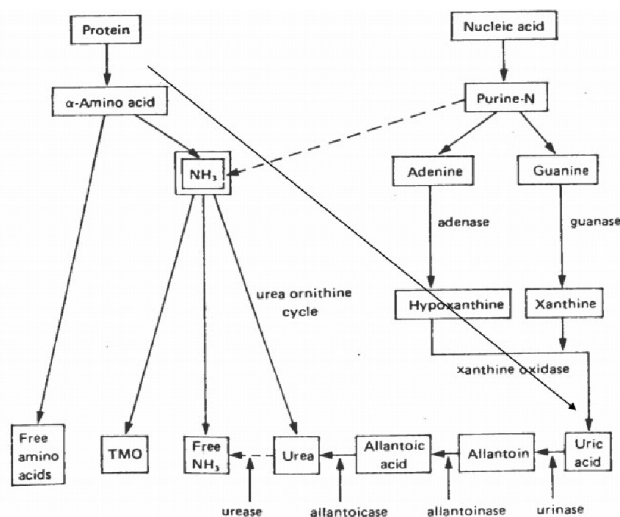 Protein
Nucleic acid
α-Amino acid
Purine-N
NH₃
Adenine
Guanine
adenase
guanase
urea ornithine
cycle
Hypoxanthine
Xanthine
xanthine oxidase
Free
amino
acids
TMO
Free
NH₃
Urea
Allantoic
acid
Allantoin
Uric
acid
urease
allantoicase
allantoinase
urinase